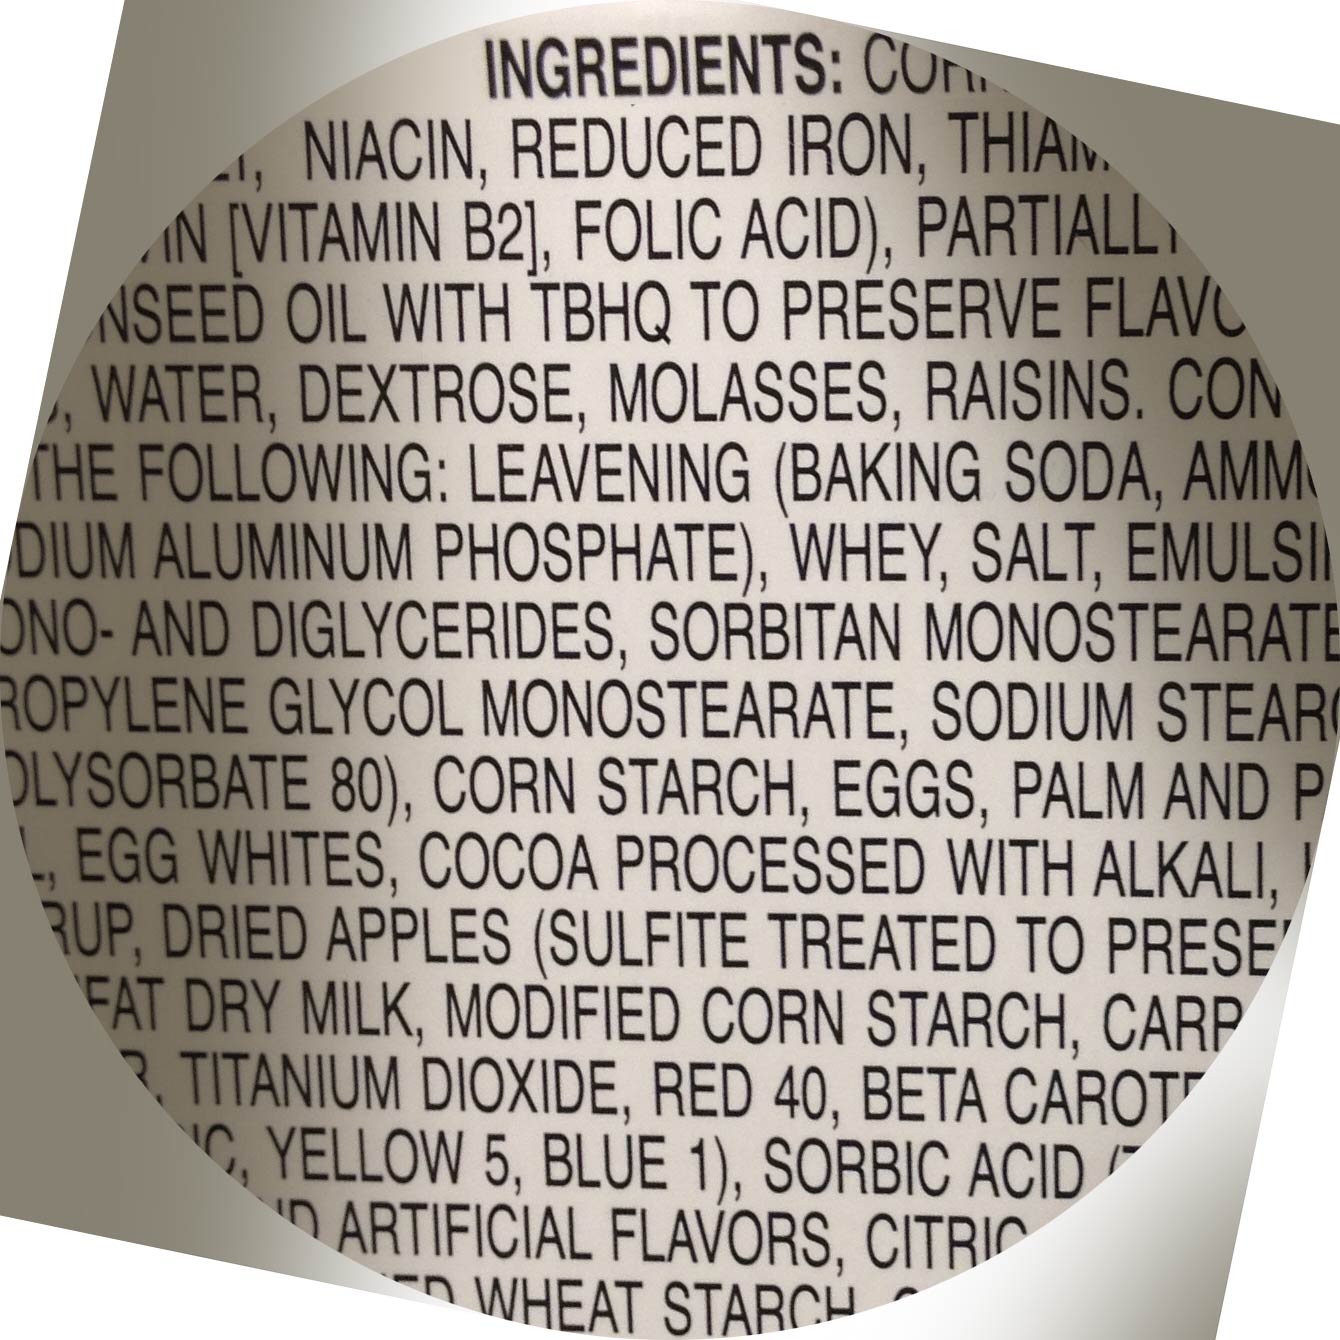 INGREDIENTS:
NIACIN, REDUCED IRON,
[VITAMIN B2], FOLIC ACID),
OIL WITH TBHQ TO PRESERVE
WATER, DEXTROSE, MOLASSES, RAISINS.
THE FOLLOWING: LEAVENING (BAKING SODA,
ALUMINUM PHOSPHATE), WHEY, SALT,
AND DIGLYCERIDES, SORBITAN MONOSTEARATE
GLYCOL MONOSTEARATE, SODIUM
80), CORN STARCH, EGGS, PALM AND
EGG WHITES, COCOA PROCESSED WITH ALKALI,
DRIED APPLES (SULFITE TREATED TO
DRY MILK, MODIFIED CORN STARCH,
TITANIUM DIOXIDE, RED 40, BETA
YELLOW 5, BLUE 1), SORBIC ACID
ARTIFICIAL FLAVORS,
WHEAT STARCH